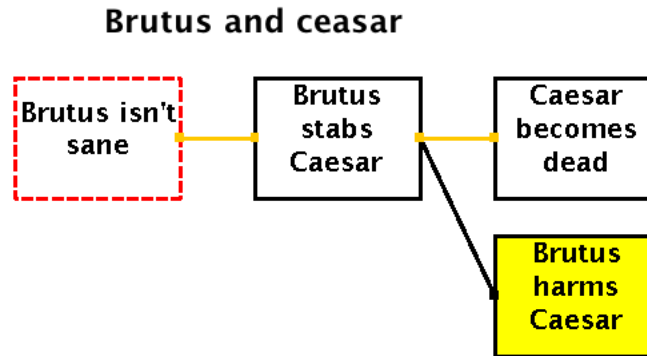 Brutus and ceasar
Brutus isn't
sane
Brutus
stabs
Caesar
Caesar
becomes
dead
Brutus
harms
Caesar